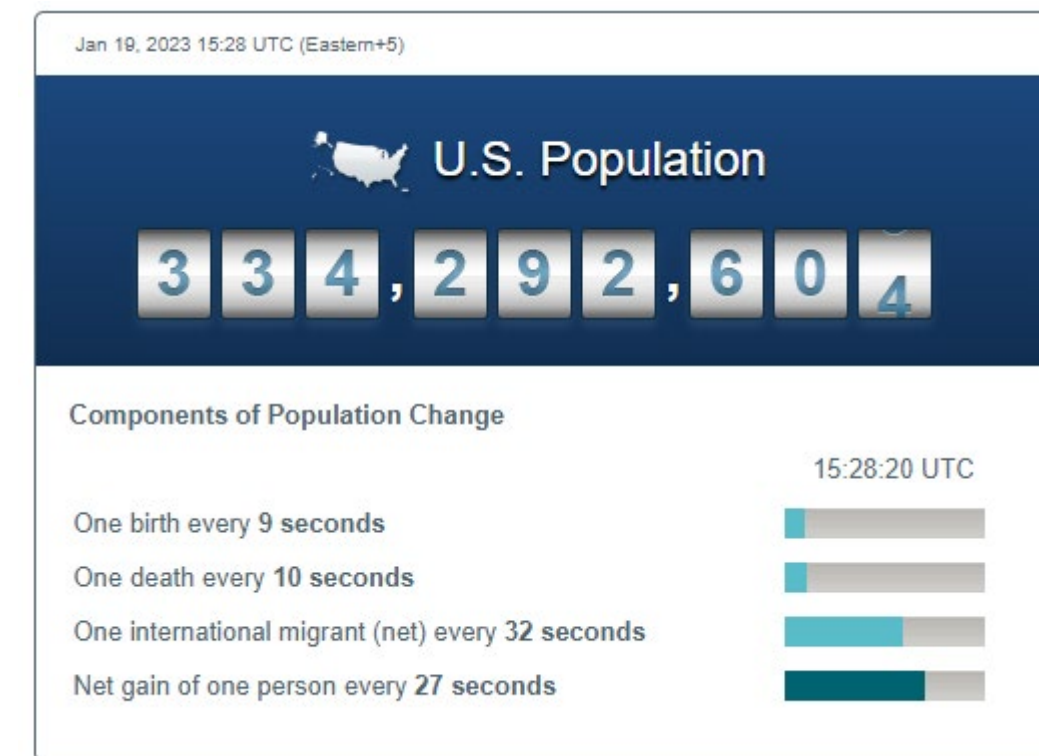 Jan 19, 2023 15:28 UTC (Eastern+5)
U.S. Population
334,292,604
Components of Population Change
15:28:20 UTC
One birth every 9 seconds
One death every 10 seconds
One international migrant (net) every 32 seconds
Net gain of one person every 27 seconds